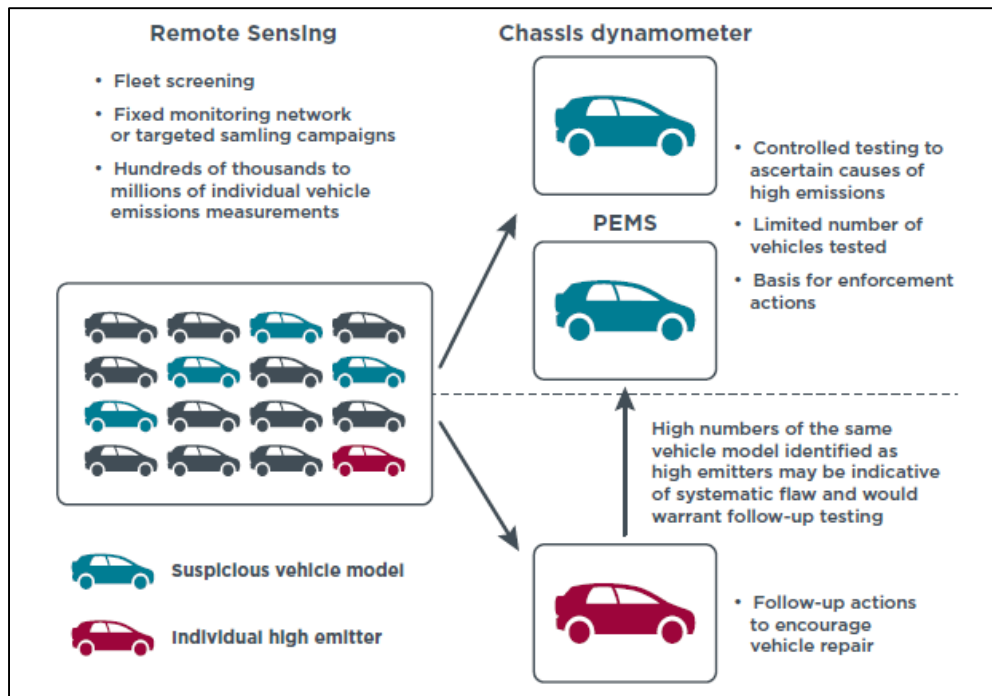 Remote Sensing
• Fleet screening
• Fixed monitoring network
or targeted samling campaigns
• Hundreds of thousands to
millions of individual vehicle
emissions measurements
Chassis dynamometer
PEMS
• Controlled testing to
ascertain causes of
high emissions
• Limited number of
vehicles tested
• Basis for enforcement
actions
High numbers of the same
vehicle model identified as
high emitters may be indicative
of systematic flaw and would
warrant follow-up testing
Suspicious vehicle model
Individual high emitter
• Follow-up actions
to encourage
vehicle repair